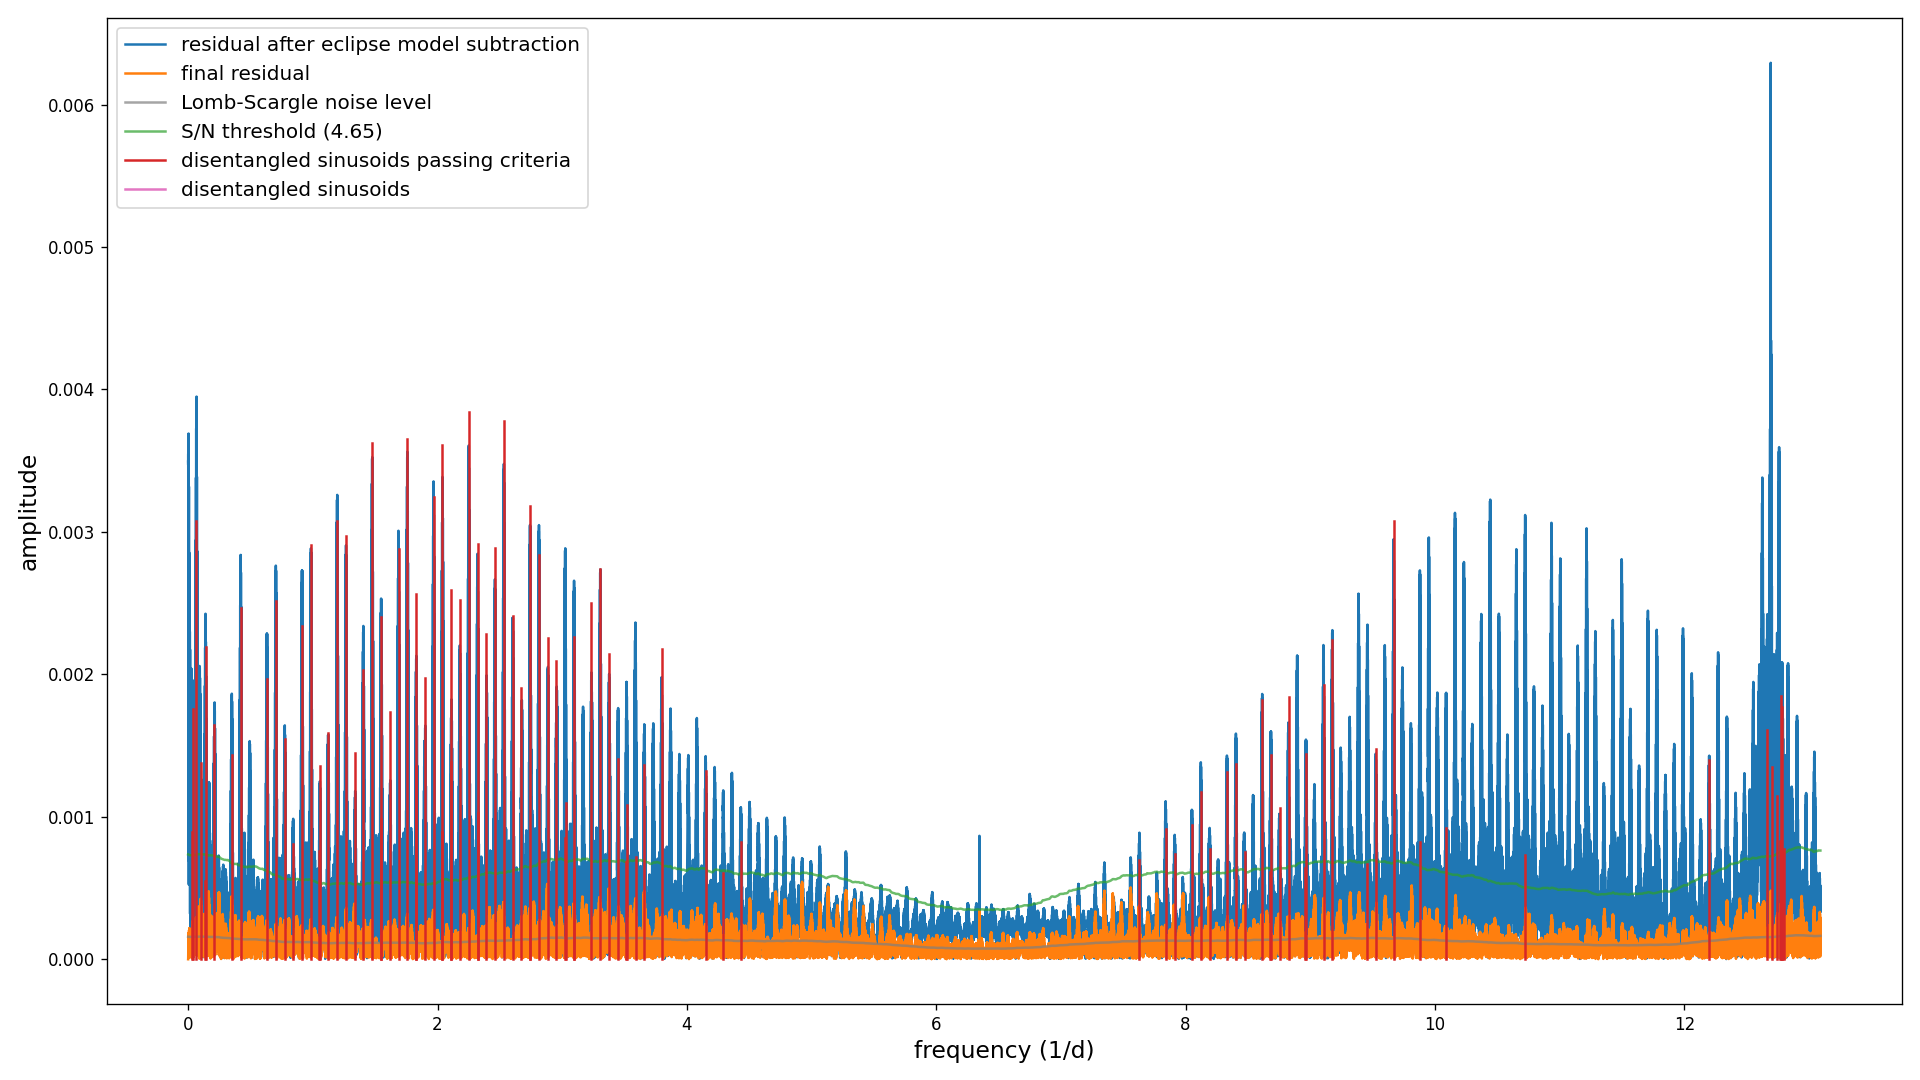 residual after eclipse model subtraction
final residual
Lomb-Scargle noise level
S/N threshold (4.65)
disentangled sinusoids passing criteria
disentangled sinusoids
0.006
0.005
0.004
0.003
0.002
0.001
0.000
amplitude
0 2 4 6 8 10 12
frequency (1/d)